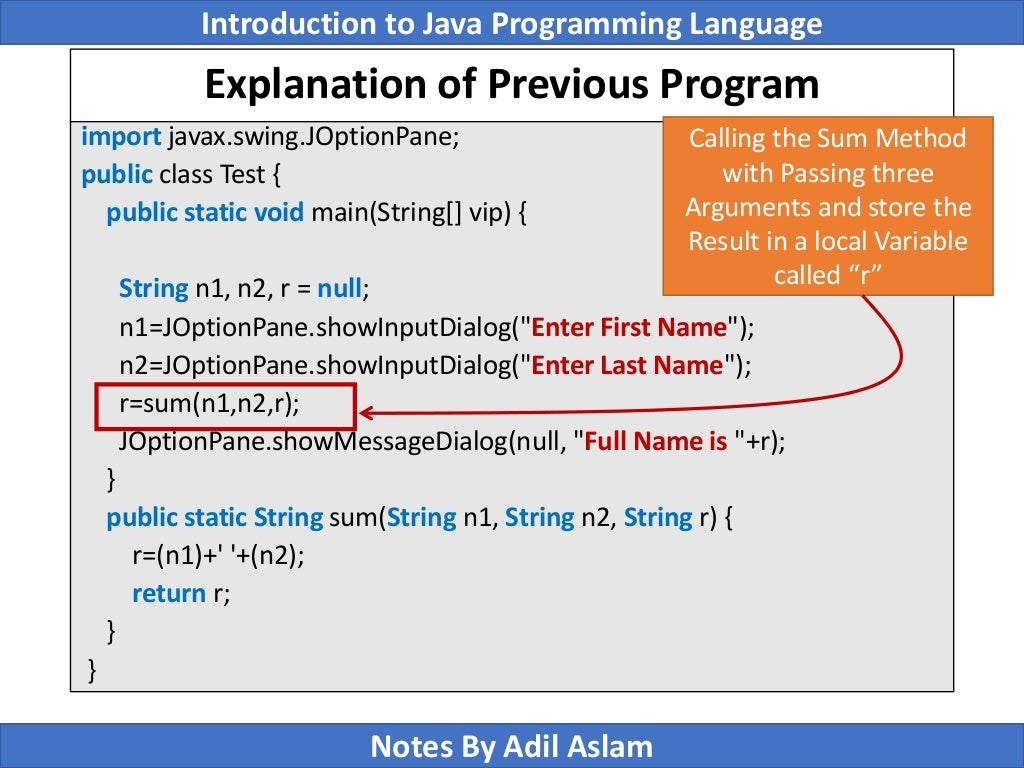 Introduction to Java Programming Language
Explanation of Previous Program
import javax.swing.JOptionPane;
public class Test {
public static void main(String[] vip) {
String n1, n2, r = null;
n1=JOptionPane.showInputDialog("Enter First Name");
n2=JOptionPane.showInputDialog("Enter Last Name");
r=sum(n1,n2,r);
JOptionPane.showMessageDialog(null, "Full Name is "+r);
}
public static String sum(String n1, String n2, String r) {
r=(n1)+' '+(n2);
return r;
}
}
Calling the Sum Method
with Passing three
Arguments and store the
Result in a local Variable
called “r”
Notes By Adil Aslam